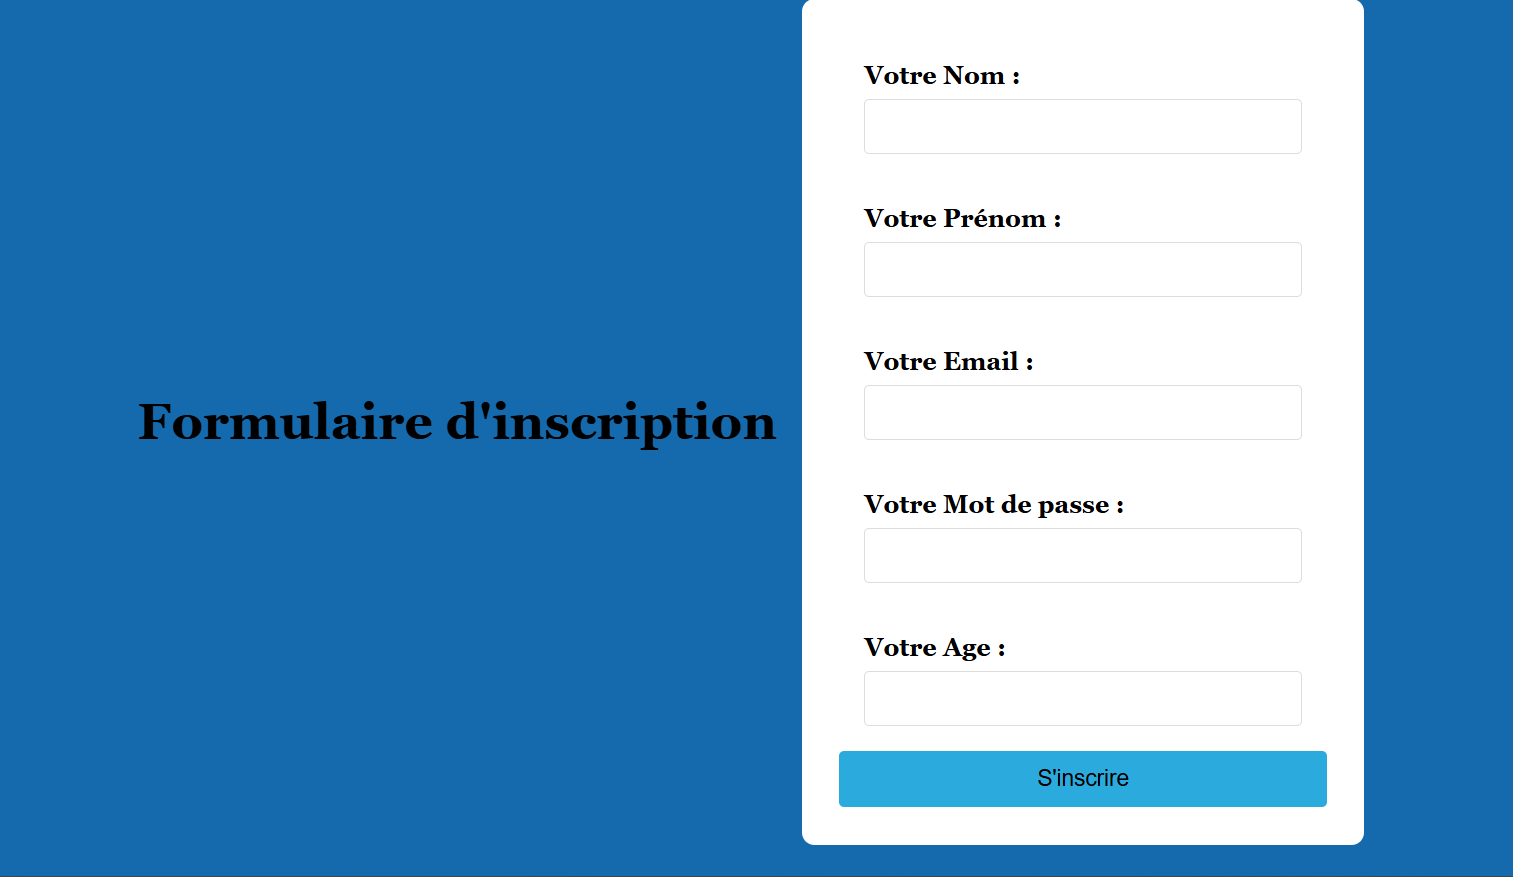 Formulaire d'inscription
Votre Nom :
Votre Prénom :
Votre Email :
Votre Mot de passe :
Votre Age :
S'inscrire